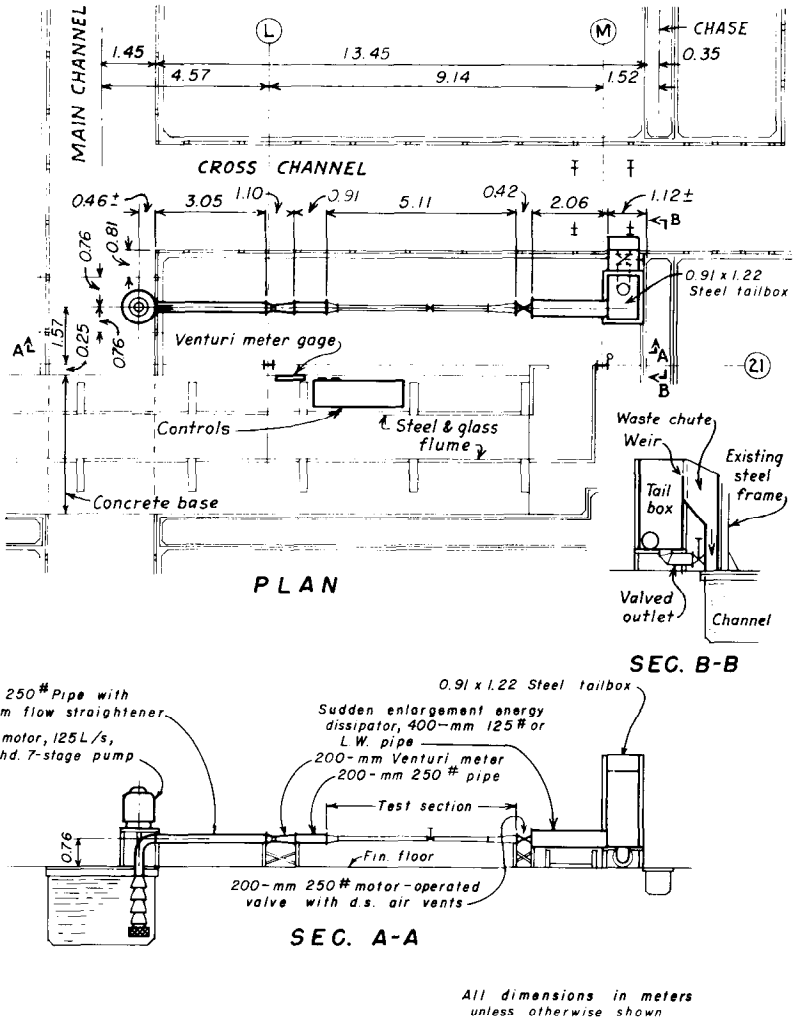 MAIN CHANNEL
L
M
CHASE
1.45
13.45
0.35
4.57
9.14
1.52
CROSS CHANNEL
0.46±
3.05
1.10
0.91
5.11
0.42
2.06
1.12±
B
0.76
0.81
0.91 x 1.22
Steel tailbox
A
1.57
0.25
0.76
Venturi meter gage
A
B
21
Controls
Steel & glass
flume
Concrete base
Waste chute
Weir
Existing
steel
frame
Tail
box
Valved
outlet
Channel
PLAN
SEC. B-B
250# Pipe with
m flow straightener
motor, 125L/s,
hd. 7-stage pump
Sudden enlargement energy
dissipator, 400-mm 125# or
L.W. pipe
0.91 x 1.22 Steel tailbox
200-mm Venturi meter
200-mm 250# pipe
Test section
0.76
Fin. floor
200-mm 250# motor-operated
valve with d.s. air vents
SEC. A-A
All dimensions in meters
unless otherwise shown